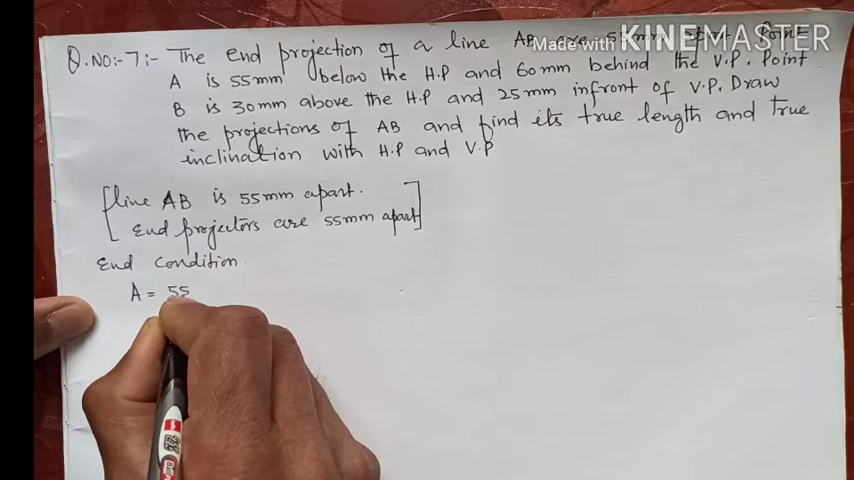 Made with KINEMASTER
Q.No:-7:- The end projection of a line AB are 55mm apart. Point
A is 55mm below the H.P and 60mm behind the V.P. Point
B is 30mm above the H.P and 25mm infront of V.P. Draw
the projections of AB and find its true length and true
inclination with H.P and V.P
[line AB is 55mm apart.
End projectors are 55mm apart]
End Condition
A = 55